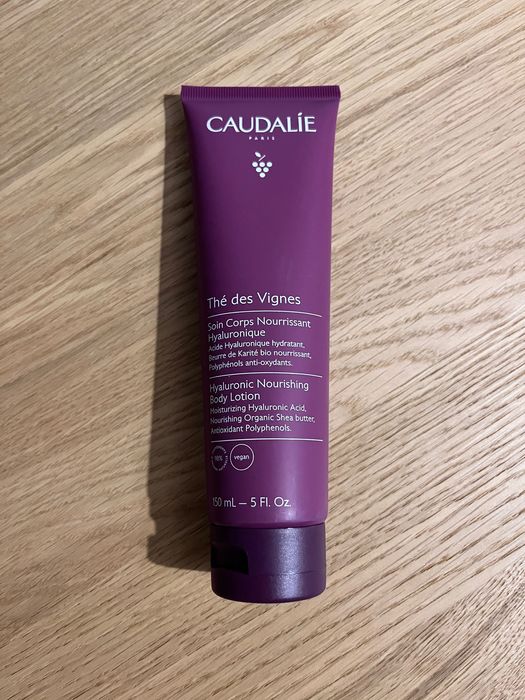 CAUDALÍE
PARIS
Thé des Vignes
Soin Corps Nourrissant
Hyaluronique
Acide Hyaluronique hydratant,
Beurre de Karité bio nourrissant,
Polyphénols anti-oxydants.
Hyaluronic Nourishing
Body Lotion
Moisturizing Hyaluronic Acid,
Nourishing Organic Shea butter,
Antioxidant Polyphenols.
98%
vegan
150 mL – 5 Fl. Oz.